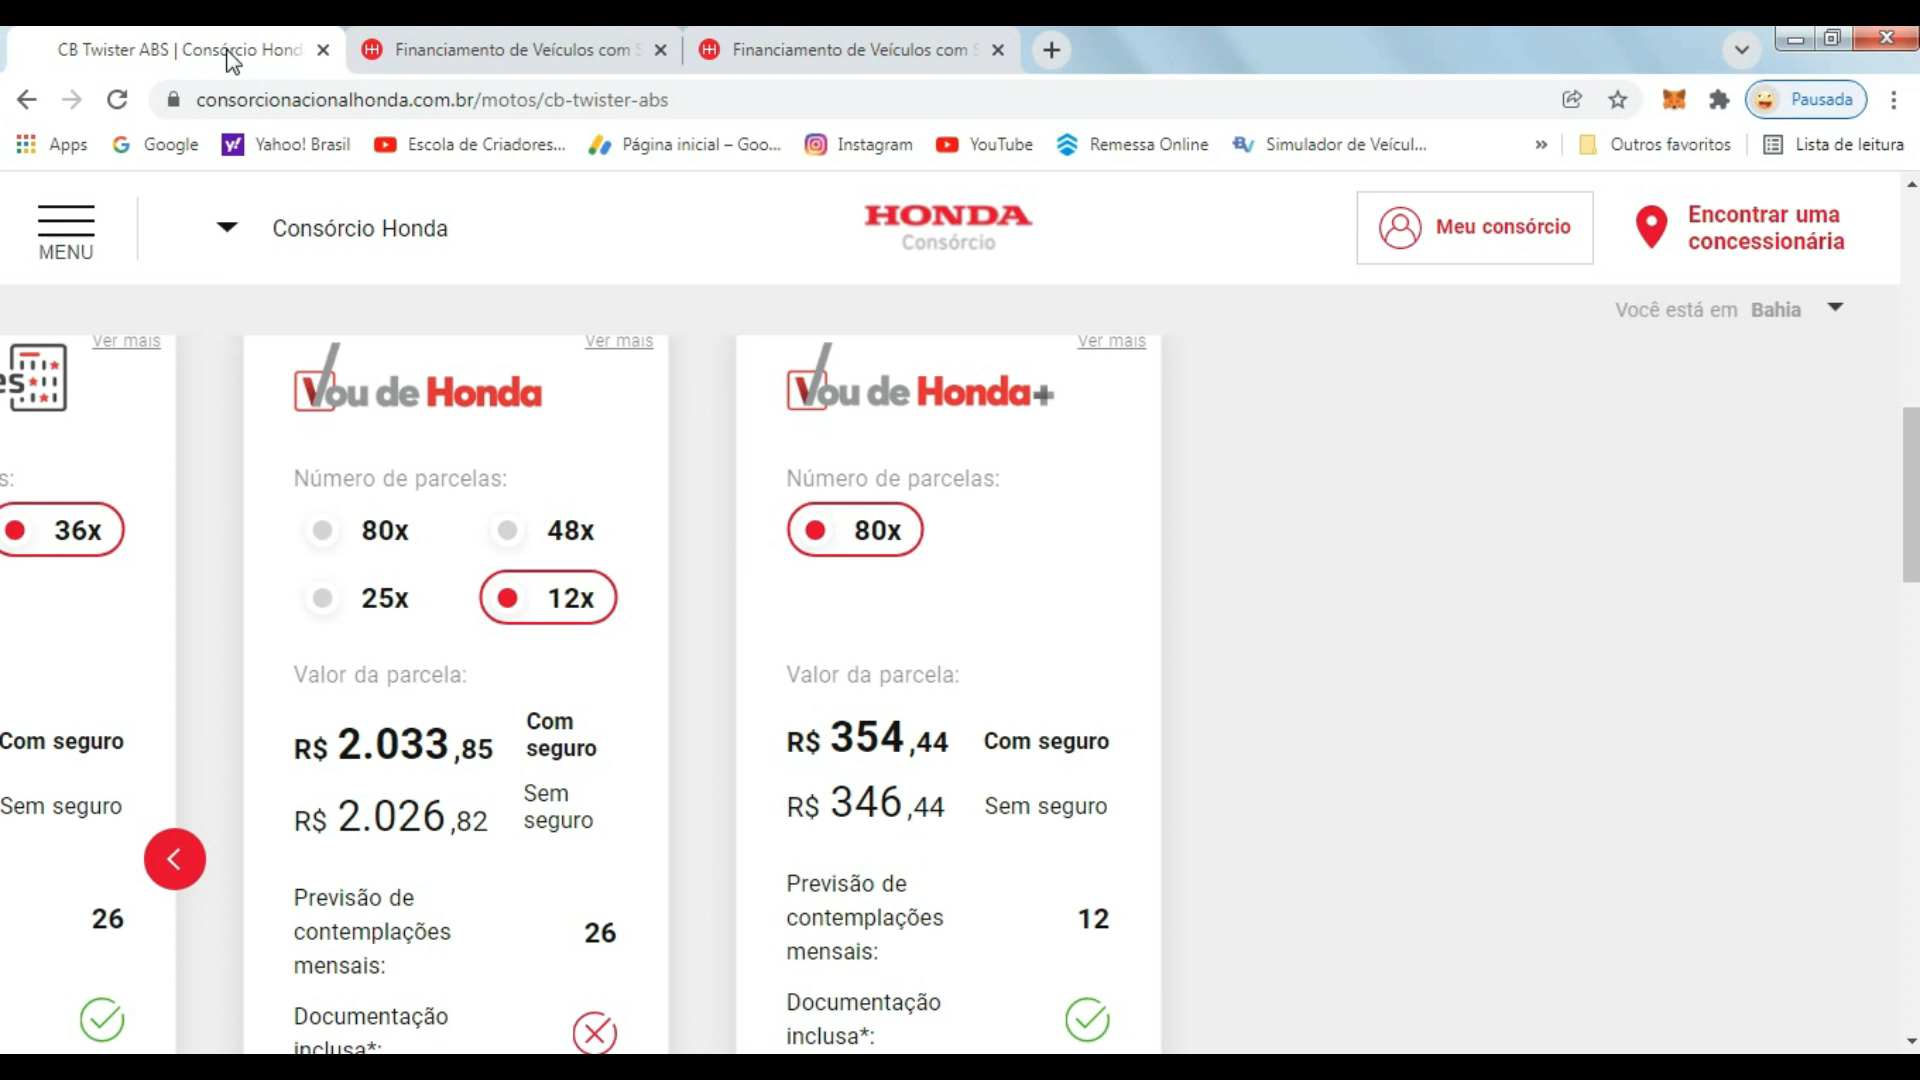 CB Twister ABS | Consórcio Hond
Financiamento de Veículos com S
Financiamento de Veículos com S
consorcionacionalhonda.com.br/motos/cb-twister-abs
Pausada
Apps
Google
Yahoo! Brasil
Escola de Criadores...
Página inicial – Goo...
Instagram
YouTube
Remessa Online
Simulador de Veícul...
»
Outros favoritos
Lista de leitura
MENU
Consórcio Honda
HONDA
Consórcio
Meu consórcio
Encontrar uma
concessionária
Você está em Bahia
es
s:
36x
Com seguro
Sem seguro
26
Ver mais
Ver mais
Vou de Honda
Número de parcelas:
80x 48x
25x 12x
Valor da parcela:
R$ 2.033,85 Com
seguro
R$ 2.026,82 Sem
seguro
Previsão de
contemplações 26
mensais:
Documentação
inclusa*:
Ver mais
Vou de Honda+
Número de parcelas:
80x
Valor da parcela:
R$ 354,44 Com seguro
R$ 346,44 Sem seguro
Previsão de
contemplações 12
mensais:
Documentação
inclusa*: